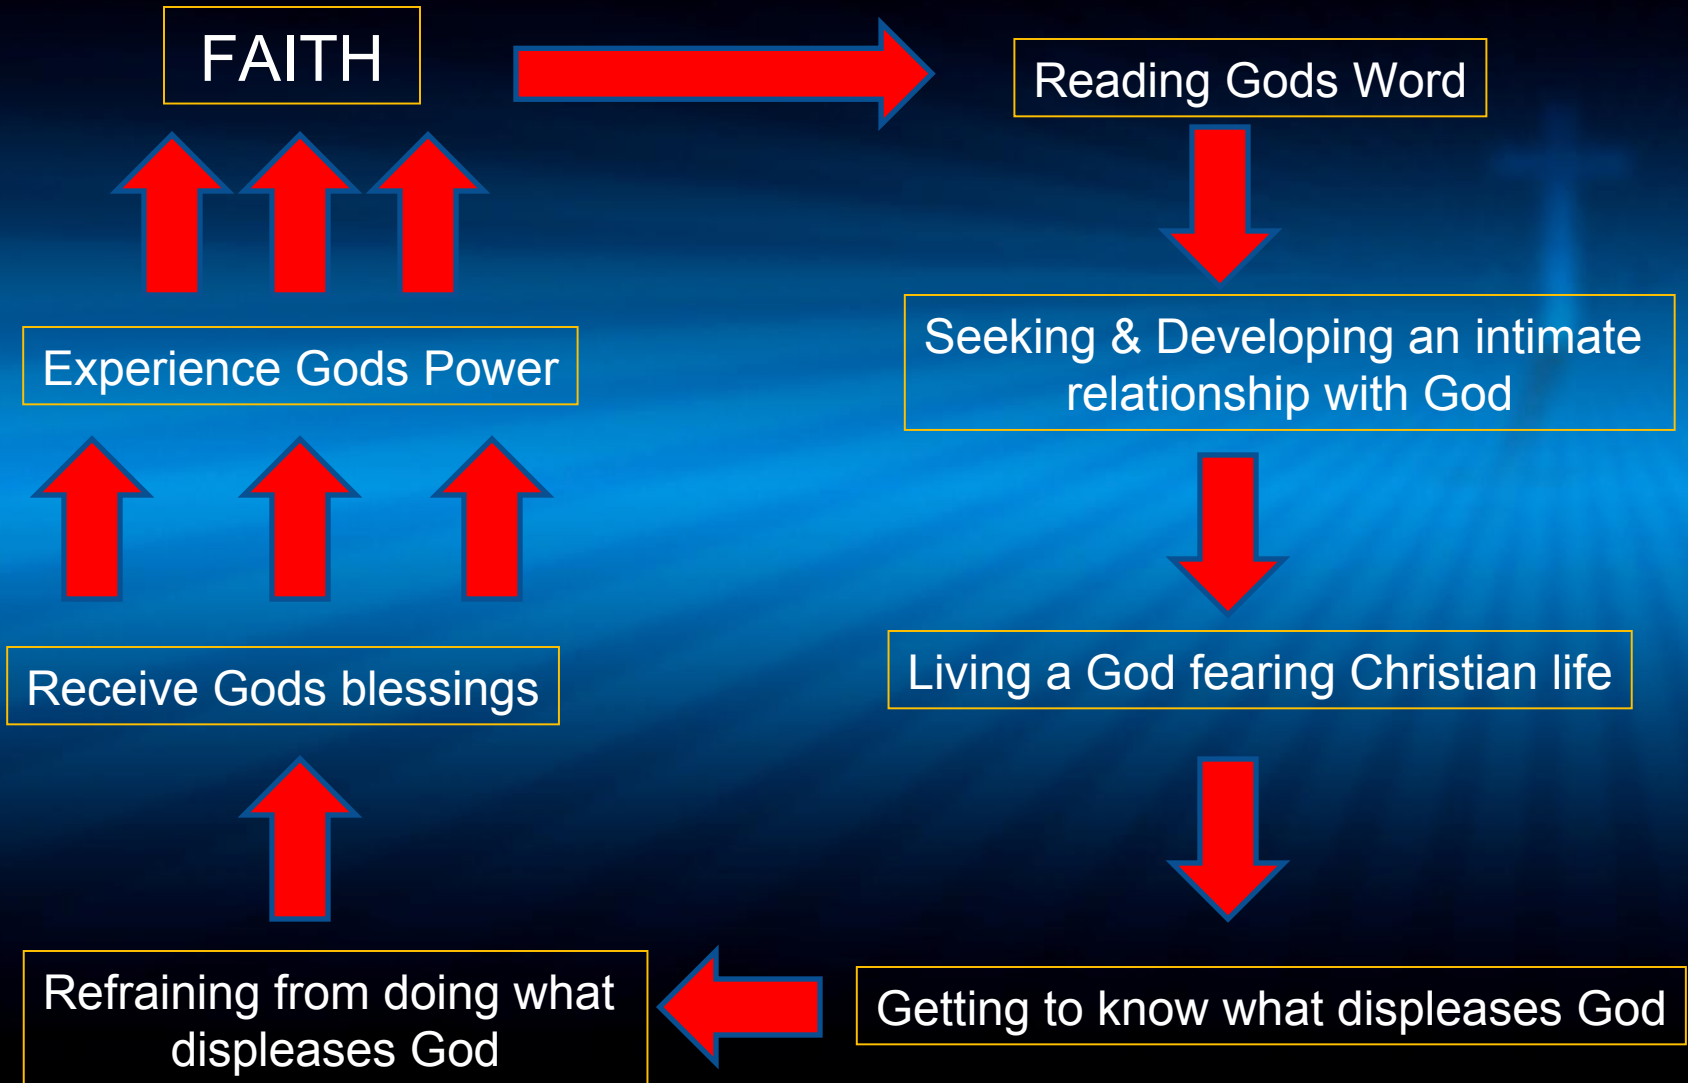 FAITH
Reading Gods Word
Seeking & Developing an intimate
relationship with God
Living a God fearing Christian life
Getting to know what displeases God
Refraining from doing what
displeases God
Receive Gods blessings
Experience Gods Power